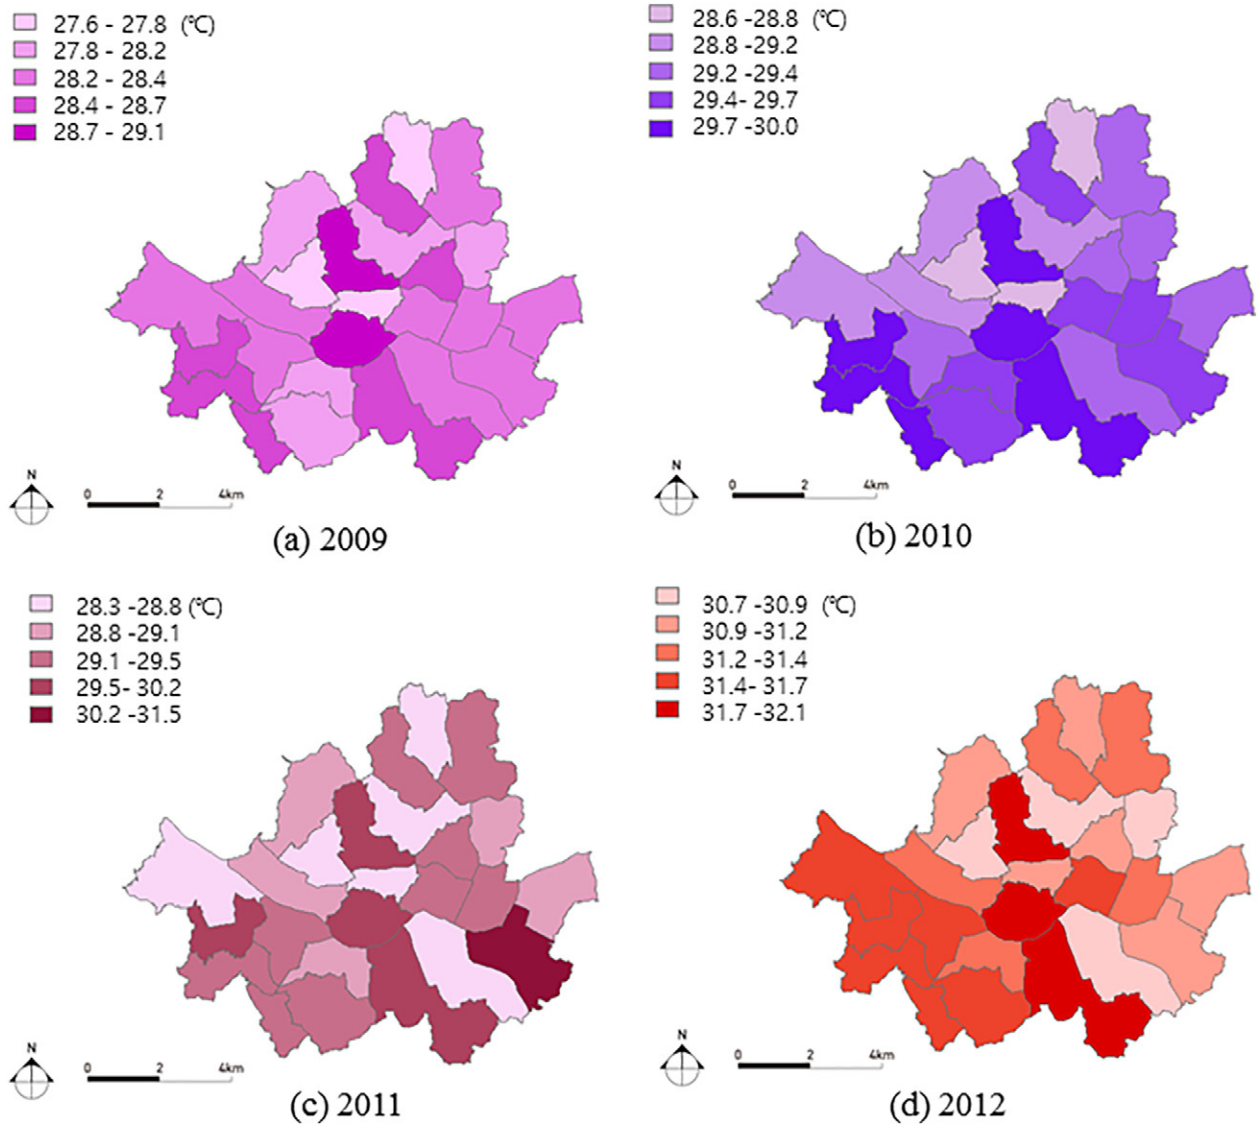 27.6 - 27.8 (℃)
27.8 - 28.2
28.2 - 28.4
28.4 - 28.7
28.7 - 29.1
N
0 2 4km
(a) 2009
28.6 -28.8 (℃)
28.8 -29.2
29.2 -29.4
29.4- 29.7
29.7 -30.0
N
0 2 4km
(b) 2010
28.3 -28.8 (℃)
28.8 -29.1
29.1 -29.5
29.5- 30.2
30.2 -31.5
N
0 2 4km
(c) 2011
30.7 -30.9 (℃)
30.9 -31.2
31.2 -31.4
31.4- 31.7
31.7 -32.1
N
0 2 4km
(d) 2012